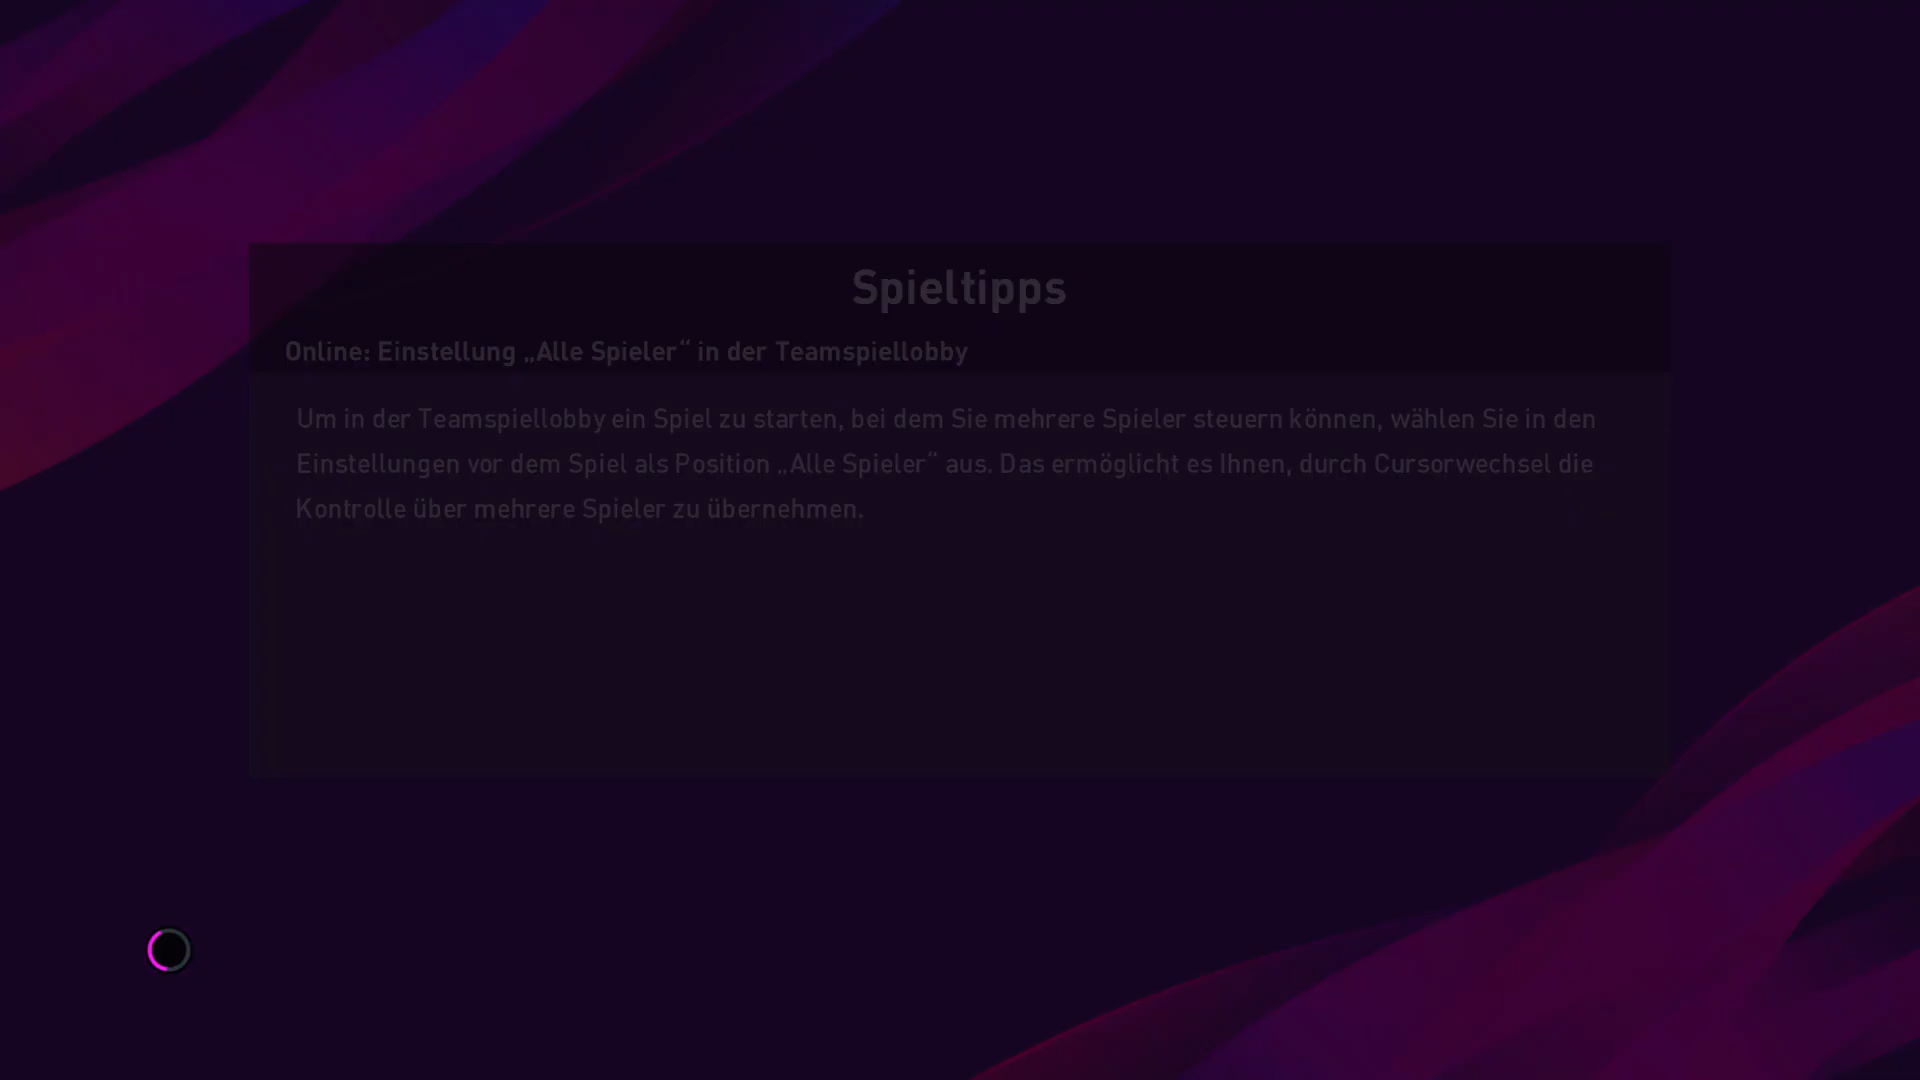 Spieltipps
Online: Einstellung „Alle Spieler“ in der Teamspiellobby
Um in der Teamspiellobby ein Spiel zu starten, bei dem Sie mehrere Spieler steuern können, wählen Sie in den
Einstellungen vor dem Spiel als Position „Alle Spieler“ aus. Das ermöglicht es Ihnen, durch Cursorwechsel die
Kontrolle über mehrere Spieler zu übernehmen.